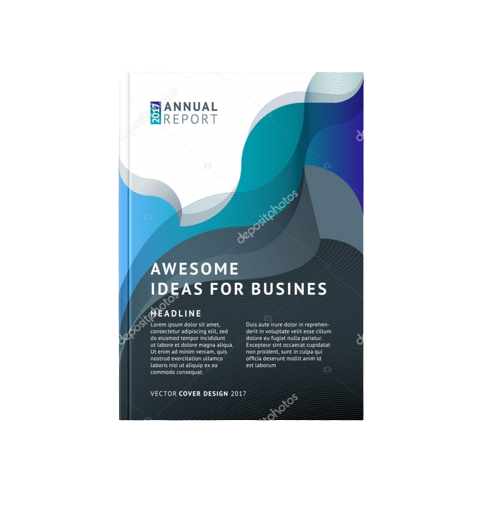 2017
ANNUAL
REPORT
AWESOME
IDEAS FOR BUSINES
HEADLINE
Lorem ipsum dolor sit amet,
consectetur adipiscing elit, sed
do eiusmod tempor incididunt
ut labore et dolore magna aliqua.
Ut enim ad minim veniam, quis
nostrud exercitation ullamco
laboris nisi ut aliquip ex ea
commodo consequat.
Duis aute irure dolor in reprehen-
derit in voluptate velit esse cillum
dolore eu fugiat nulla pariatur.
Excepteur sint occaecat cupidatat
non proident, sunt in culpa qui
officia deserunt mollit anim id
est laborum
VECTOR COVER DESIGN 2017
depositphotos
depositphotos
depositphotos